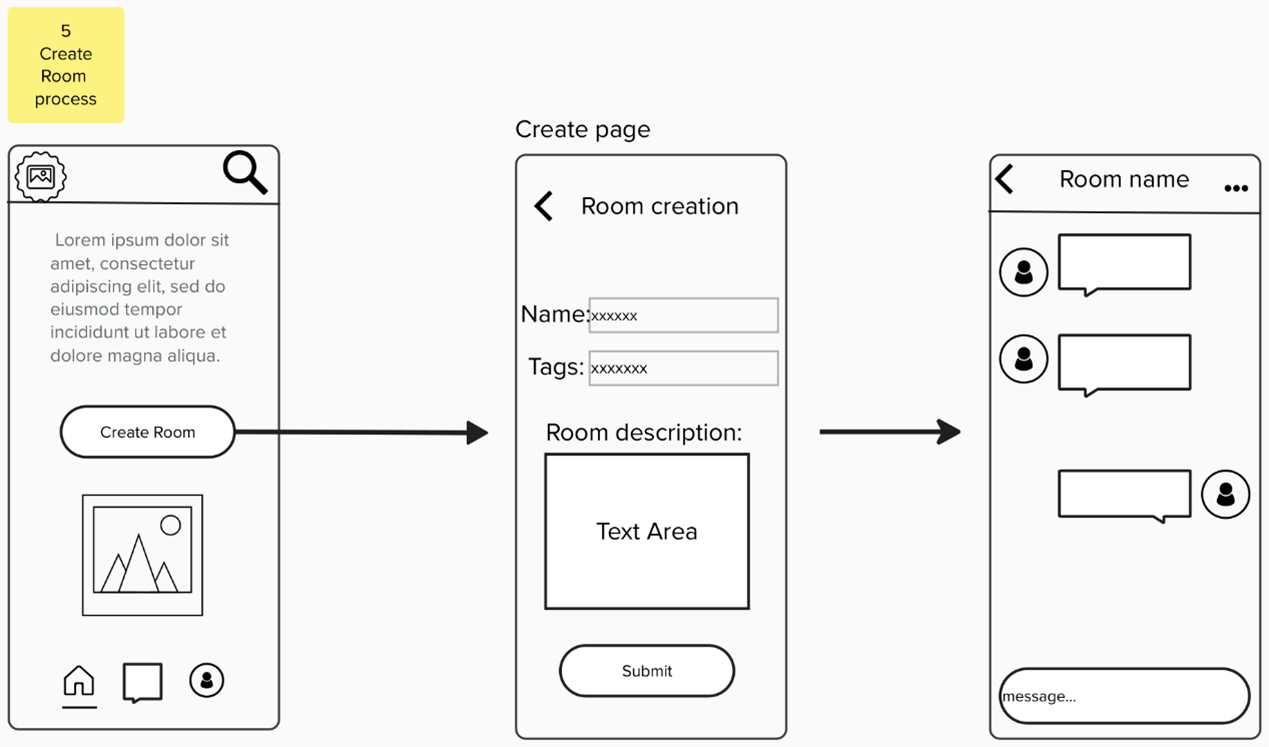 5
Create
Room
process
Lorem ipsum dolor sit
amet, consectetur
adipiscing elit, sed do
eiusmod tempor
incididunt ut labore et
dolore magna aliqua.
Create Room
Create page
Room creation
Name: xxxxxx
Tags: xxxxxxx
Room description:
Text Area
Submit
Room name
message...